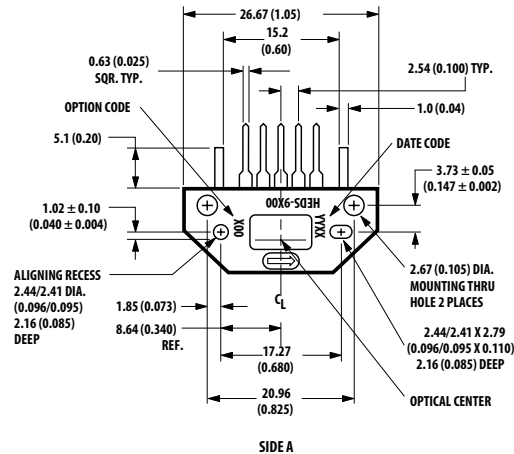 26.67 (1.05)
15.2
(0.60)
0.63 (0.025)
SQR. TYP.
2.54 (0.100) TYP.
OPTION CODE
1.0 (0.04)
5.1 (0.20)
DATE CODE
3.73 ± 0.05
(0.147 ± 0.002)
HEDS-9X00
X00
YYXX
1.02 ± 0.10
(0.040 ± 0.004)
ALIGNING RECESS
2.44/2.41 DIA.
(0.096/0.095)
2.16 (0.085)
DEEP
2.67 (0.105) DIA.
MOUNTING THRU
HOLE 2 PLACES
1.85 (0.073)
CL
8.64 (0.340)
REF.
2.44/2.41 X 2.79
(0.096/0.095 X 0.110)
2.16 (0.085) DEEP
17.27
(0.680)
20.96
(0.825)
OPTICAL CENTER
SIDE A